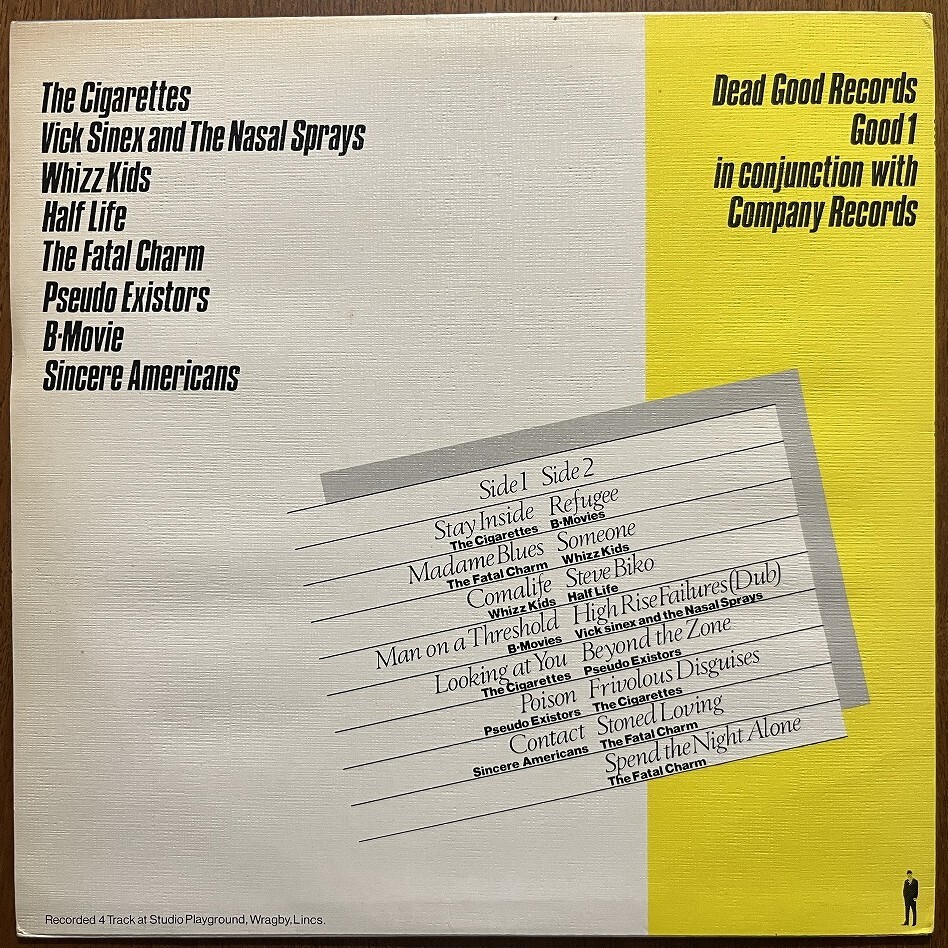 The Cigarettes
Vick Sinex and The Nasal Sprays
Whizz Kids
Half Life
The Fatal Charm
Pseudo Existors
B·Movie
Sincere Americans
Dead Good Records
Good 1
in conjunction with
Company Records
Side 1 Side 2
Stay Inside Refugee
The Cigarettes B·Movies
Madame Blues Someone
The Fatal Charm Whizz Kids
Comalife Steve Biko
Whizz Kids Half Life
Man on a Threshold High Rise Failures (Dub)
B·Movies Vick sinex and the Nasal Sprays
Looking at You Beyond the Zone
The Cigarettes Pseudo Existors
Poison Frivolous Disguises
Pseudo Existors The Cigarettes
Contact Stoned Loving
Sincere Americans The Fatal Charm
Spend the Night Alone
The Fatal Charm
Recorded 4 Track at Studio Playground, Wragby, Lincs.